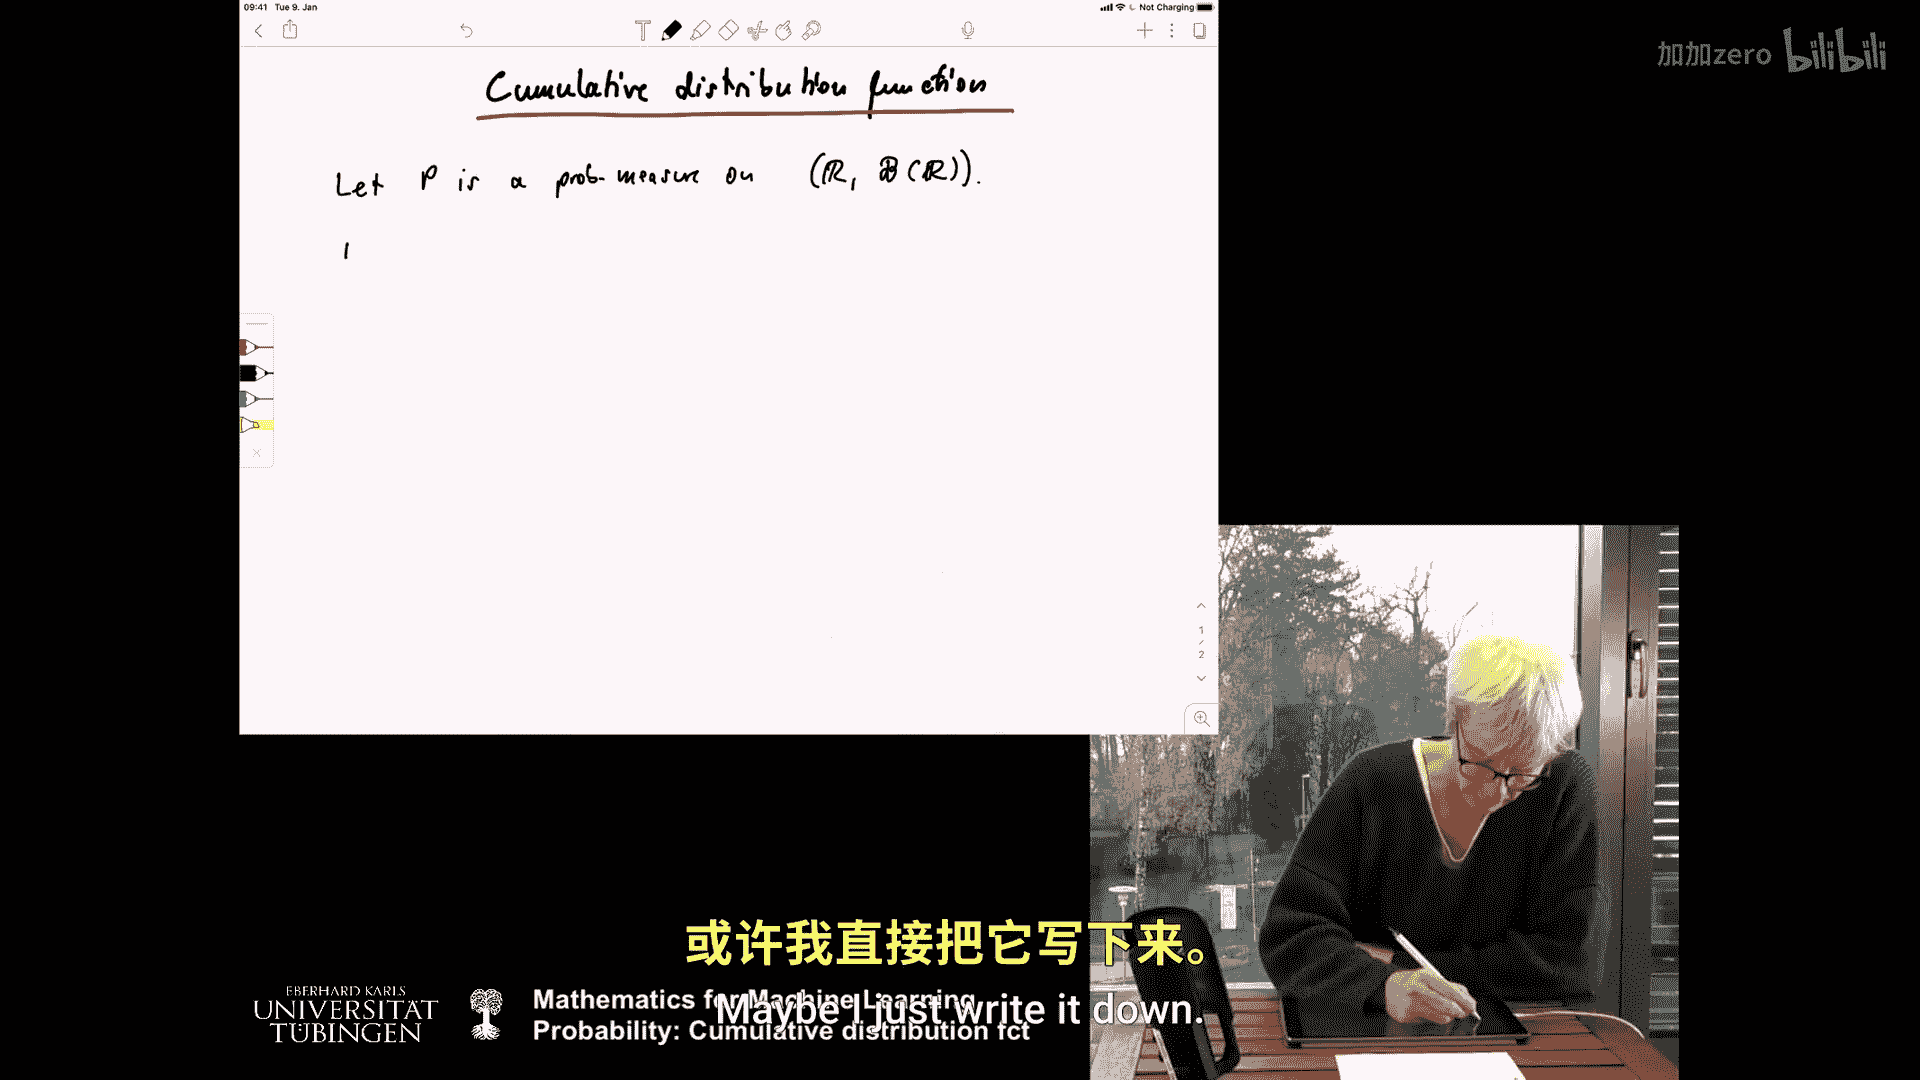 09:41 Tue 9. Jan
Not Charging
加加zero bilibili
Cumulative distribution function
Let P is a prob. measure on (ℝ, 𝓑(ℝ)).
1
2
或许我直接把它写下来。
Maybe I just write it down.
EBERHARD KARLS
UNIVERSITÄT
TÜBINGEN
Mathematics for Machine Learning
Probability: Cumulative distribution fct